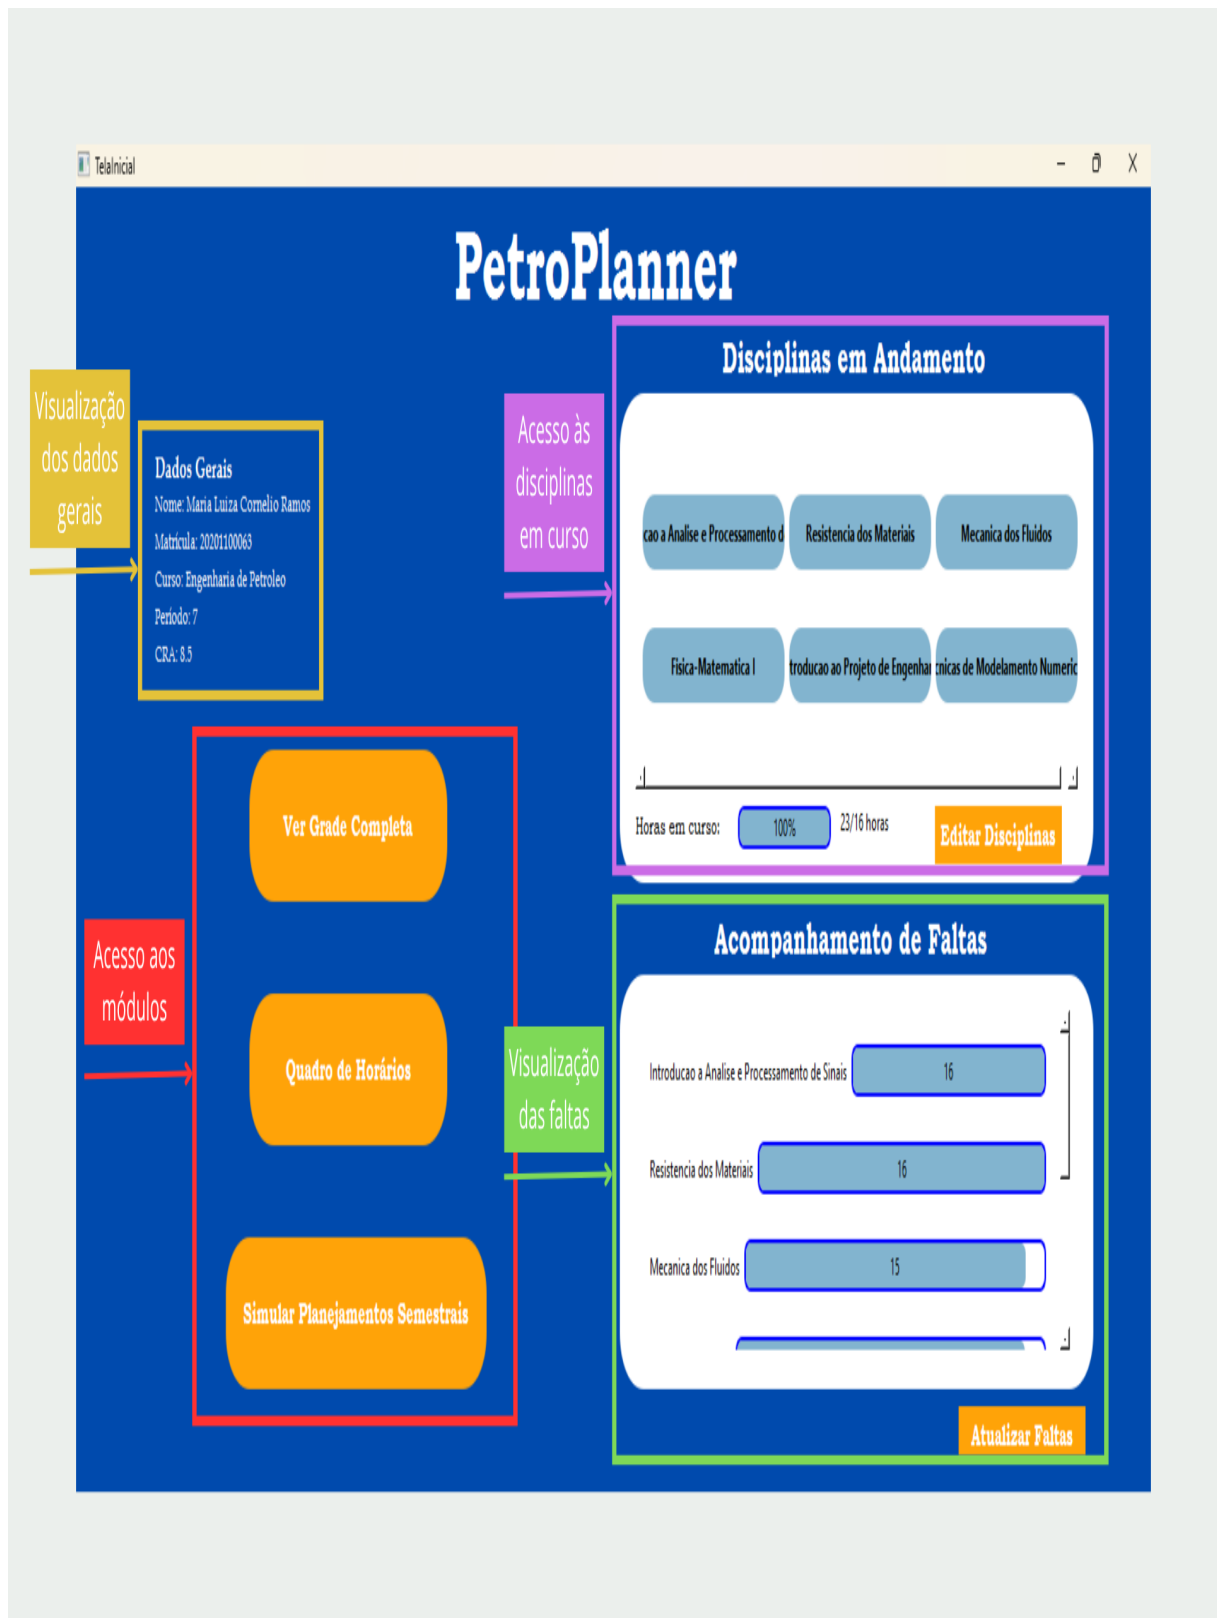 TelaInicial
PetroPlanner
Visualização
dos dados
gerais
Dados Gerais
Nome: Maria Luiza Cornelio Ramos
Matrícula: 20201100063
Curso: Engenharia de Petroleo
Período: 7
CRA: 8.5
Acesso às
disciplinas
em curso
Disciplinas em Andamento
cao a Analise e Processamento d
Resistencia dos Materiais
Mecanica dos Fluidos
Fisica-Matematica I
troducao ao Projeto de Engenhar
cnicas de Modelamento Numeric
Horas em curso:
100%
23/16 horas
Editar Disciplinas
Acesso aos
módulos
Ver Grade Completa
Quadro de Horários
Simular Planejamentos Semestrais
Visualização
das faltas
Acompanhamento de Faltas
Introducao a Analise e Processamento de Sinais
16
Resistencia dos Materiais
16
Mecanica dos Fluidos
15
Atualizar Faltas